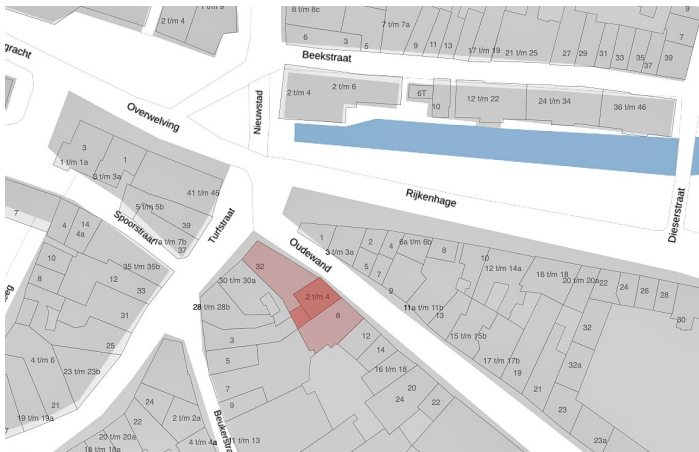 2 t/m 4
1 t/m 9
8 t/m 8c
6
3
5
7 t/m 7a
9
11
13
17 t/m 19
21 t/m 25
27
29
31
33
35
37
39
7
9
gracht
Beekstraat
Overwelving
Nieuwstad
2 t/m 4
2 t/m 6
6T
10
12 t/m 22
24 t/m 34
36 t/m 46
Rijkenhage
Dieserstraat
3
1 t/m 1a
1
3 t/m 3a
5 t/m 5b
41 t/m 45
39
7a t/m 7b
37
Spoorstraat
Turfstraat
Oudewand
7
4
14
4a
10
8
12
35 t/m 35b
33
31
25
4 t/m 6
23 t/m 23b
21
19 t/m 19a
7
24
22
2 t/m 2a
20 t/m 20a
18 t/m 18a
4 t/m 4a
Beukerstra
11 t/m 13
32
30 t/m 30a
28 t/m 28b
3
5
7
9
2 t/m 4
8
12
14
16 t/m 18
20
24
22
1
3 t/m 3a
2
4
5
7
6a t/m 6b
8
9
10
12 t/m 14a
11a t/m 11b
13
15 t/m 15b
16 t/m 18
20 t/m 20a
22
24
26
28
30
17 t/m 17b
19
21
23
32
32a
23a